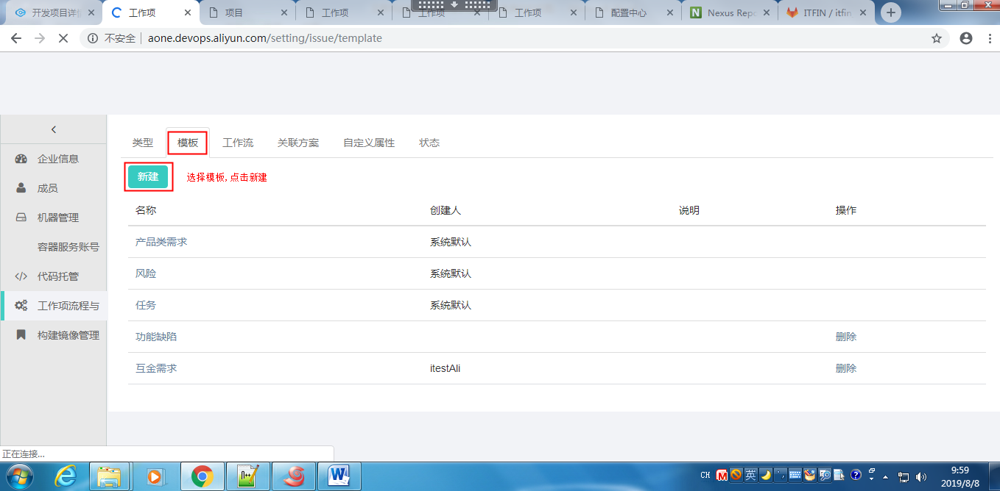 开发项目详情
工作项
项目
工作项
工作项
工作项
配置中心
Nexus Repo
ITFIN / itfin
不安全
aone.devops.aliyun.com/setting/issue/template
类型
模板
工作流
关联方案
自定义属性
状态
企业信息
成员
机器管理
容器服务账号
代码托管
工作项流程与
构建镜像管理
新建
选择模板, 点击新建
名称 创建人 说明 操作
产品类需求 系统默认
风险 系统默认
任务 系统默认
功能缺陷 删除
互金需求 itestAli 删除
正在连接...
CH
英
9:59
2019/8/8